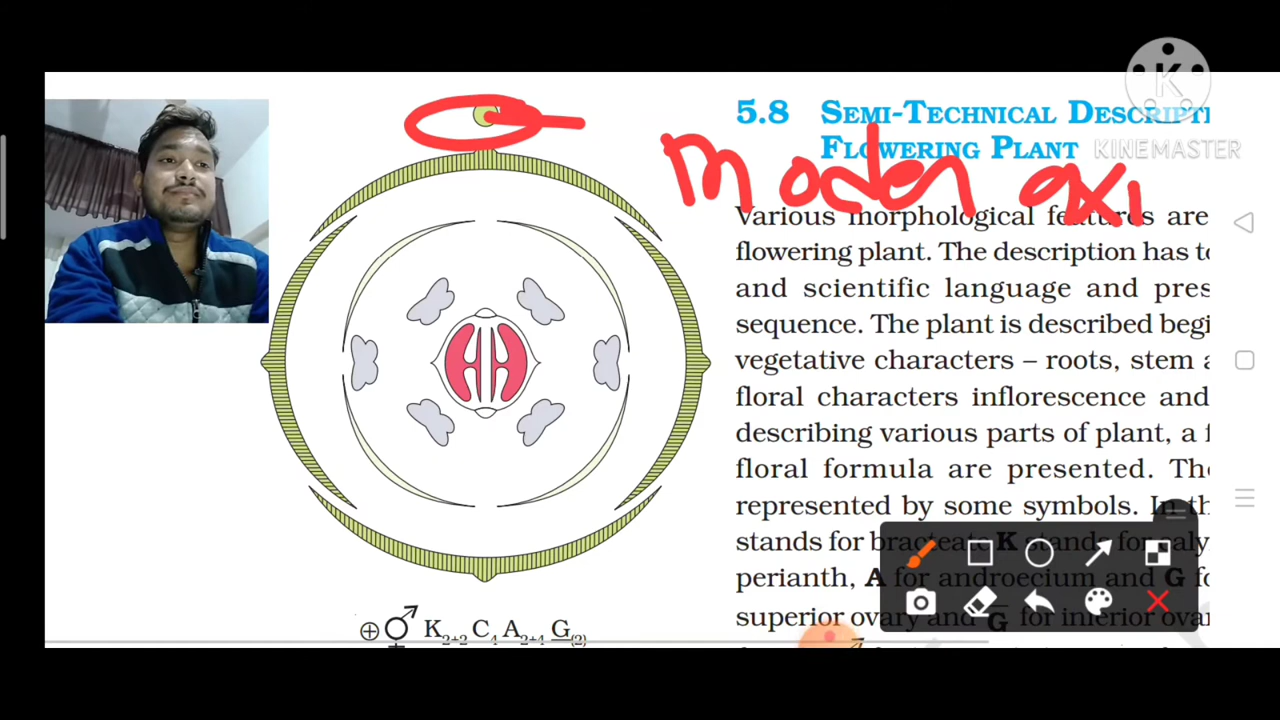 5.8 SEMI-TECHNICAL DESCRIPTI
FLOWERING PLANT
KINEMASTER
K
moder axi
Various morphological features are
flowering plant. The description has to
and scientific language and pres
sequence. The plant is described begi
vegetative characters – roots, stem a
floral characters inflorescence and
describing various parts of plant, a f
floral formula are presented. The
represented by some symbols. In th
stands for bracteate K stands for caly
perianth, A for androecium and G fo
superior ovary and G̅ for inferior ovar
⊕ ⚥ K2+2 C4 A2+4 G(2)